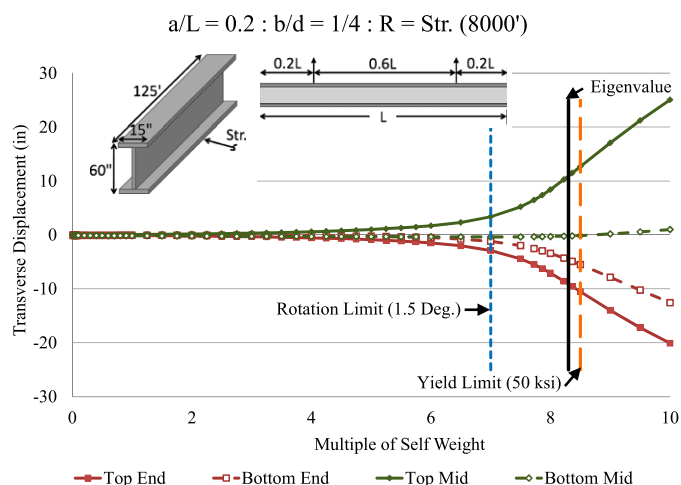 a/L = 0.2 : b/d = 1/4 : R = Str. (8000')
Transverse Displacement (in)
30
20
10
0
-10
-20
-30
125'
15"
60"
Str.
0.2L
0.6L
0.2L
L
Eigenvalue
Rotation Limit (1.5 Deg.)
Yield Limit (50 ksi)
0 2 4 6 8 10
Multiple of Self Weight
Top End Bottom End Top Mid Bottom Mid